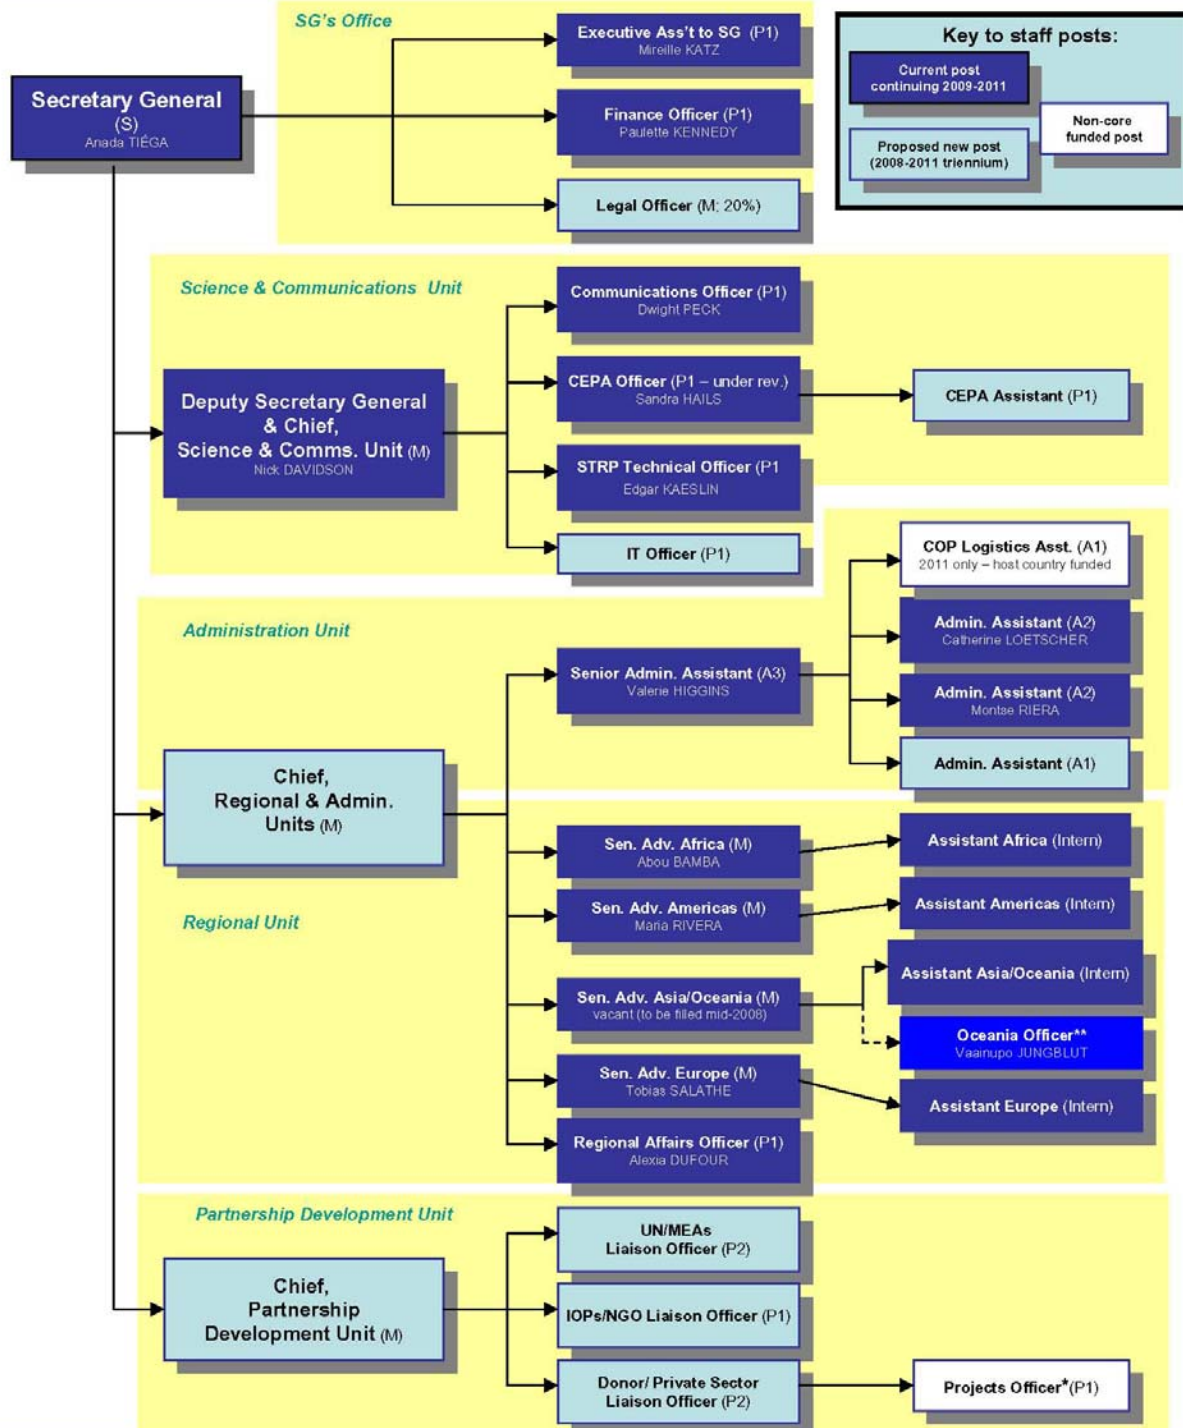 SG's Office
Executive Ass't to SG (P1)
Mireille KATZ
Secretary General
(S)
Anada TIÉGA
Finance Officer (P1)
Paulette KENNEDY
Legal Officer (M; 20%)
Key to staff posts:
Current post
continuing 2009-2011
Non-core
funded post
Proposed new post
(2008-2011 triennium)
Science & Communications Unit
Communications Officer (P1)
Dwight PECK
CEPA Officer (P1 – under rev.)
Sandra HAILS
CEPA Assistant (P1)
Deputy Secretary General
& Chief,
Science & Comms. Unit (M)
Nick DAVIDSON
STRP Technical Officer (P1
Edgar KAESLIN
IT Officer (P1)
COP Logistics Asst. (A1)
2011 only – host country funded
Administration Unit
Admin. Assistant (A2)
Catherine LOETSCHER
Senior Admin. Assistant (A3)
Valerie HIGGINS
Admin. Assistant (A2)
Montse RIERA
Admin. Assistant (A1)
Chief,
Regional & Admin.
Units (M)
Regional Unit
Sen. Adv. Africa (M)
Abou BAMBA
Assistant Africa (Intern)
Sen. Adv. Americas (M)
Maria RIVERA
Assistant Americas (Intern)
Sen. Adv. Asia/Oceania (M)
vacant (to be filled mid-2008)
Assistant Asia/Oceania (Intern)
Oceania Officer**
Vaainupo JUNGBLUT
Sen. Adv. Europe (M)
Tobias SALATHE
Assistant Europe (Intern)
Regional Affairs Officer (P1)
Alexia DUFOUR
Partnership Development Unit
UN/MEAs
Liaison Officer (P2)
Chief,
Partnership
Development Unit (M)
IOPs/NGO Liaison Officer (P1)
Donor/ Private Sector
Liaison Officer (P2)
Projects Officer*(P1)